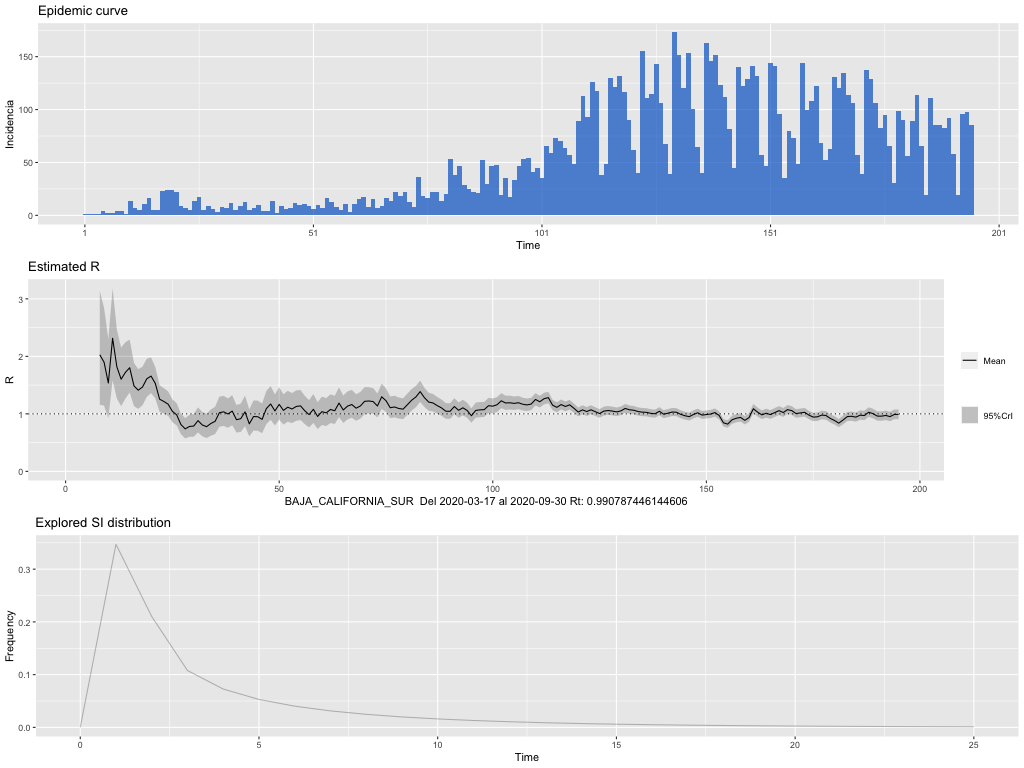 Epidemic curve
Incidencia
150
100
50
0
1
51
101
151
201
Time
Estimated R
R
3
2
1
0
0
50
100
150
200
Mean
95%CrI
BAJA_CALIFORNIA_SUR Del 2020-03-17 al 2020-09-30 Rt: 0.990787446144606
Explored SI distribution
Frequency
0.3
0.2
0.1
0.0
0
5
10
15
20
25
Time